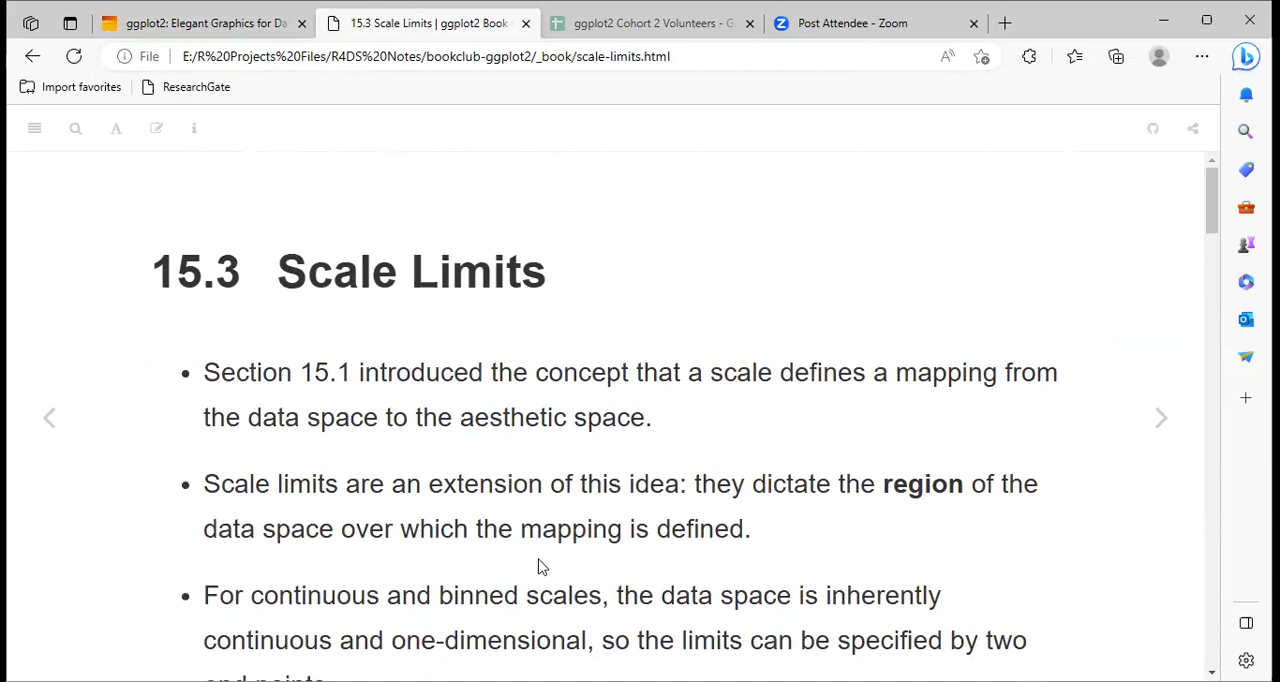 ggplot2: Elegant Graphics for Da
15.3 Scale Limits | ggplot2 Book
ggplot2 Cohort 2 Volunteers - G
Post Attendee - Zoom
File
E:/R%20Projects%20Files/R4DS%20Notes/bookclub-ggplot2/_book/scale-limits.html
Import favorites
ResearchGate
15.3 Scale Limits
• Section 15.1 introduced the concept that a scale defines a mapping from
the data space to the aesthetic space.
• Scale limits are an extension of this idea: they dictate the region of the
data space over which the mapping is defined.
• For continuous and binned scales, the data space is inherently
continuous and one-dimensional, so the limits can be specified by two